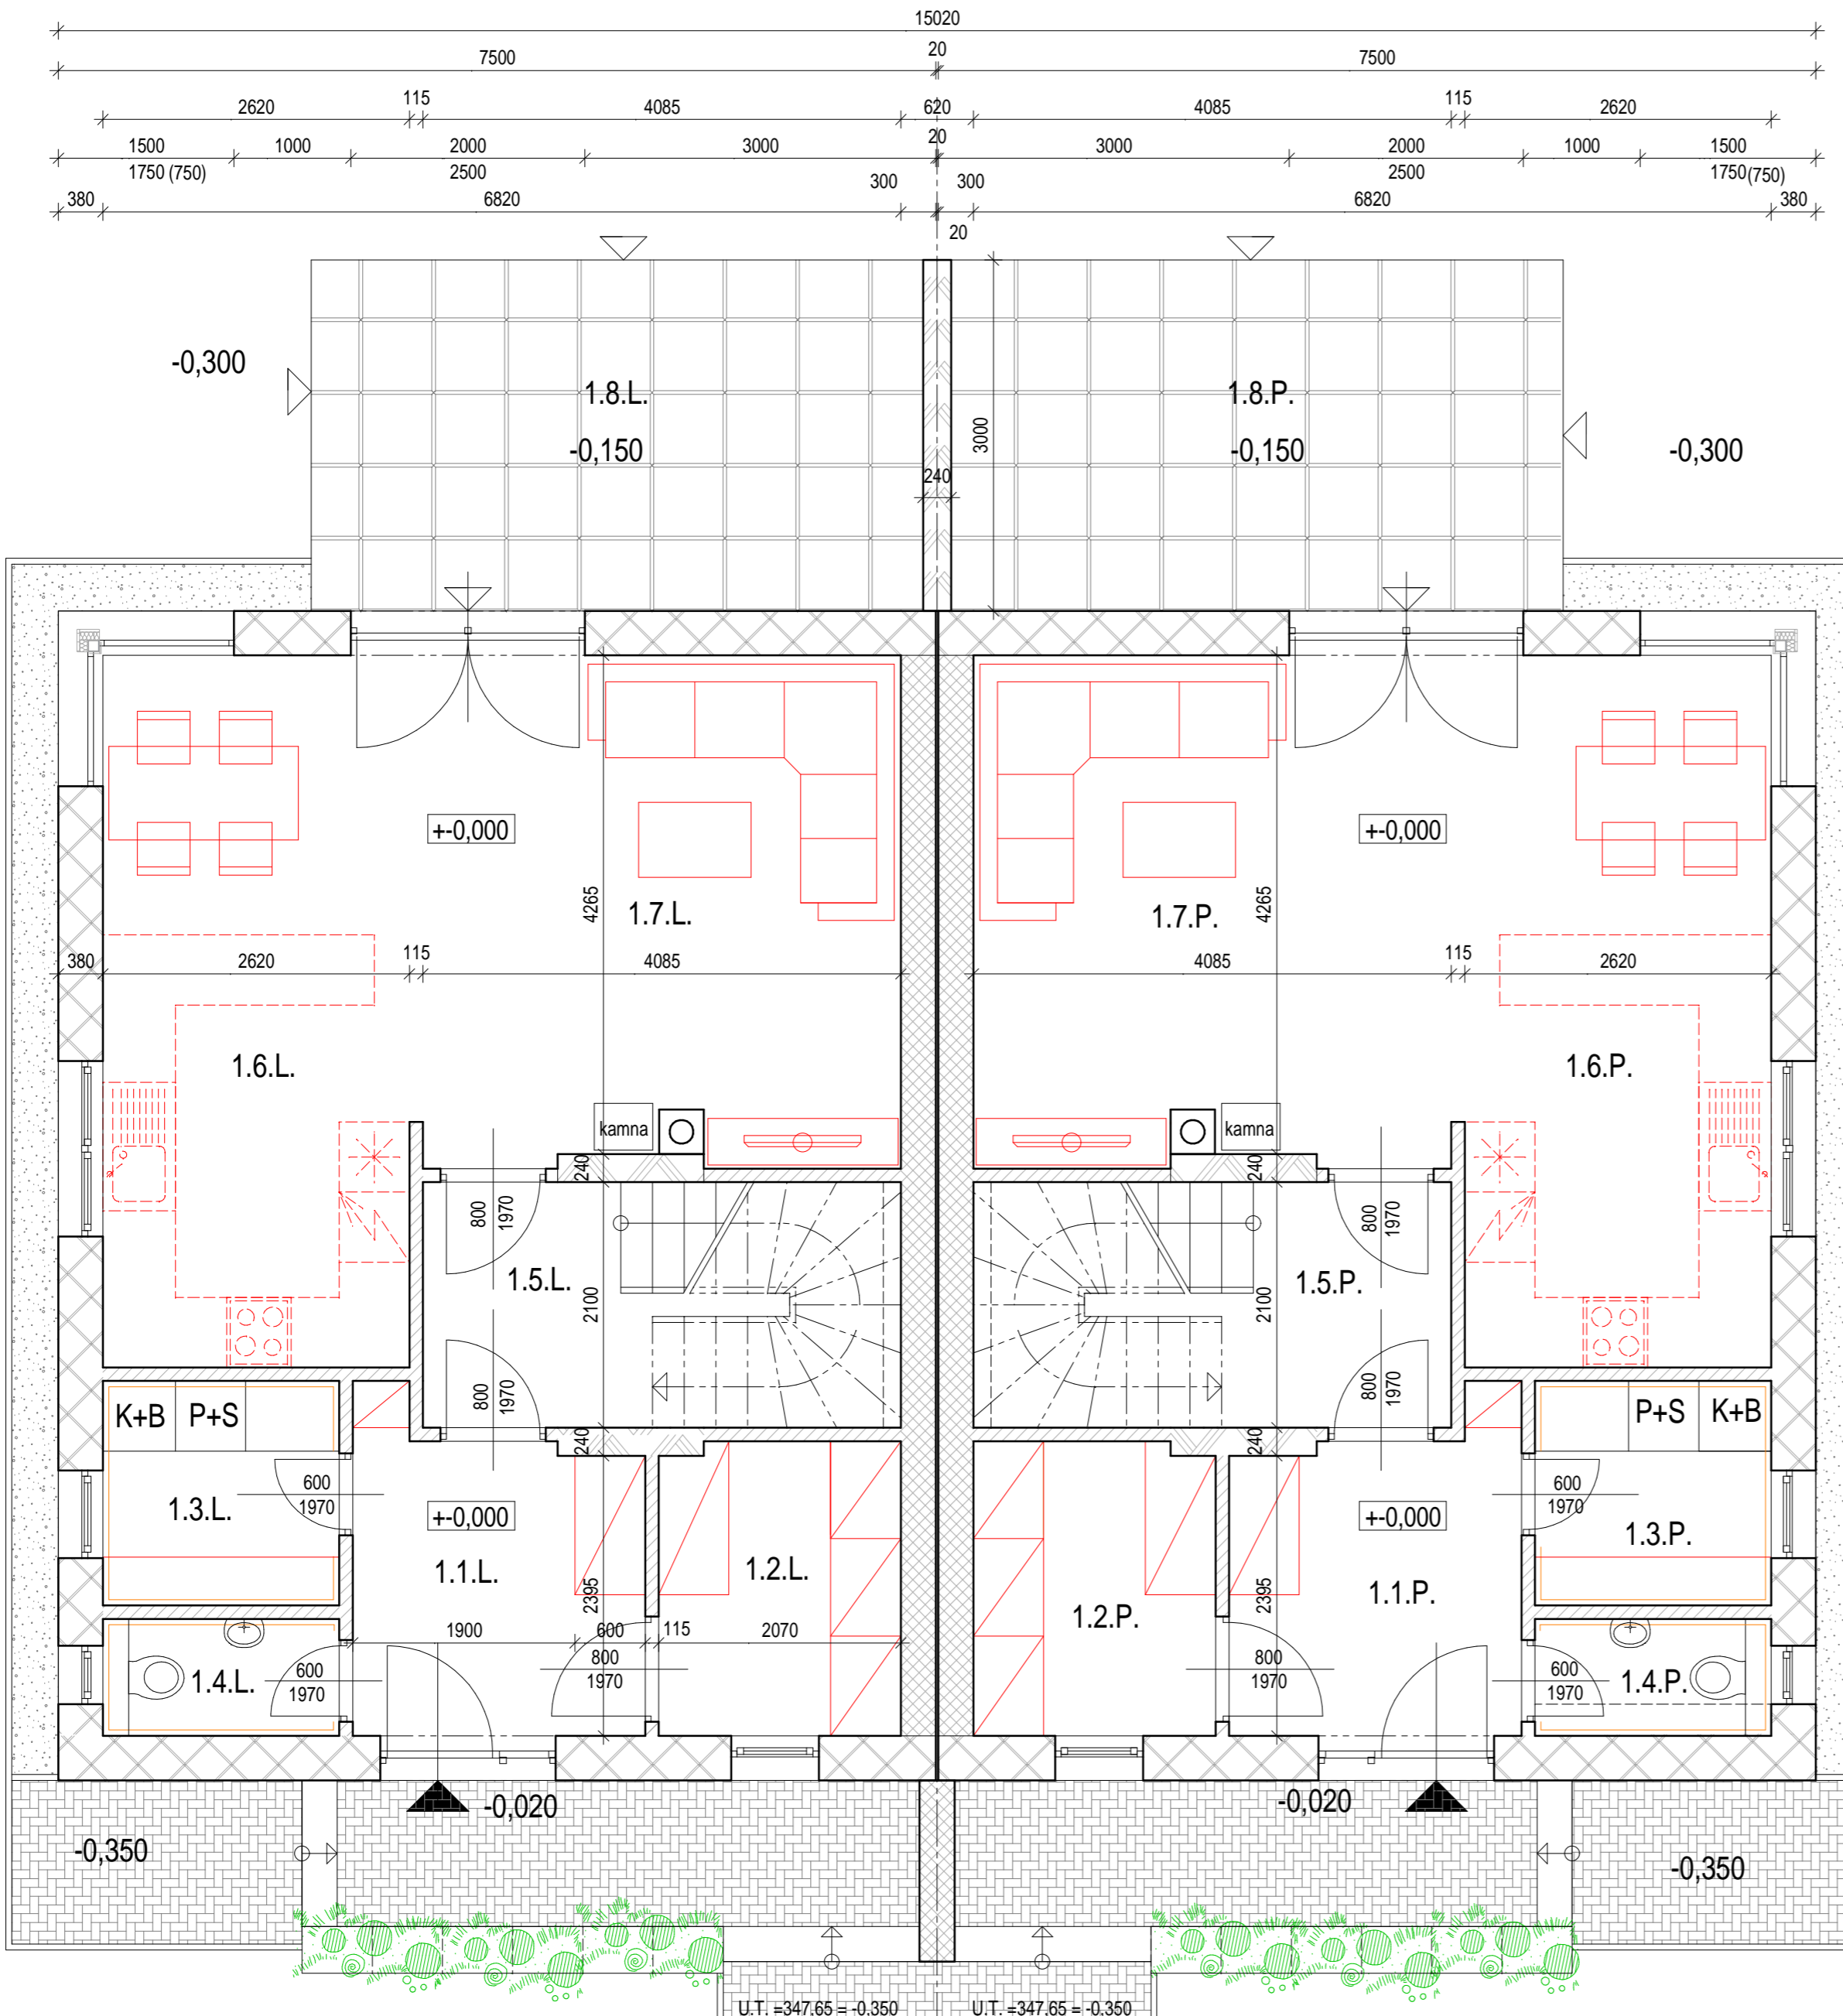 15020
7500 20 7500
2620 115 4085 620 4085 115 2620
1500 1000 2000 3000 20 3000 2000 1000 1500
1750 (750) 2500 300 300 2500 1750(750)
380 6820 6820 380
20
-0,300 1.8.L. 1.8.P.
-0,150 3000 -0,150 -0,300
240
+-0,000 +-0,000
4265 1.7.L. 1.7.P. 4265
380 2620 115 4085 4085 115 2620
1.6.L. 1.6.P.
kamna kamna
240 240
800 1970 800 1970
1.5.L. 2100 1.5.P. 2100
800 1970 800 1970
K+B P+S P+S K+B
240 240
600 600
1970 1970
1.3.L. +-0,000 +-0,000 1.3.P.
1.1.L. 2395 1.2.L. 1.2.P. 2395 1.1.P.
1900 600 115 2070
1.4.L. 600 800 800 600 1.4.P.
1970 1970 1970 1970
-0,020 -0,020
-0,350 -0,350
U.T. =347.65 = -0.350 U.T. =347.65 = -0.350